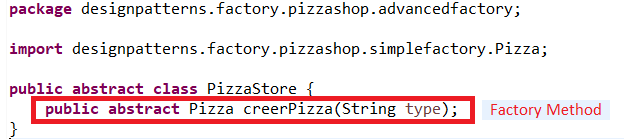 package designpatterns.factory.pizzashop.advancedfactory;
import designpatterns.factory.pizzashop.simplefactory.Pizza;
public abstract class PizzaStore {
public abstract Pizza creerPizza(String type); Factory Method
}